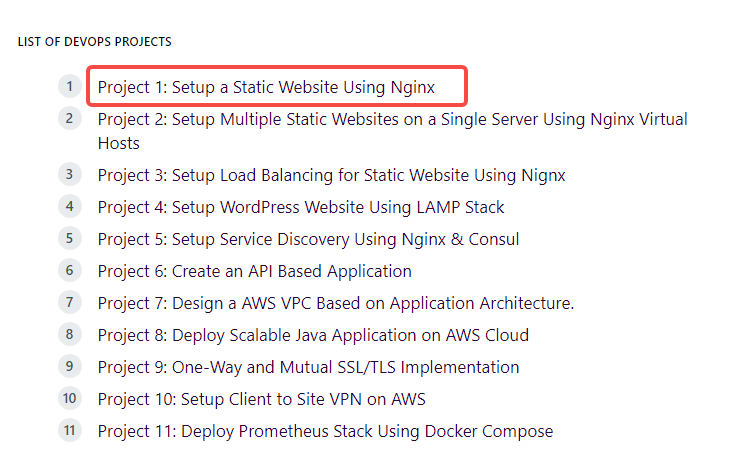 LIST OF DEVOPS PROJECTS
1 Project 1: Setup a Static Website Using Nginx
2 Project 2: Setup Multiple Static Websites on a Single Server Using Nginx Virtual
Hosts
3 Project 3: Setup Load Balancing for Static Website Using Nignx
4 Project 4: Setup WordPress Website Using LAMP Stack
5 Project 5: Setup Service Discovery Using Nginx & Consul
6 Project 6: Create an API Based Application
7 Project 7: Design a AWS VPC Based on Application Architecture.
8 Project 8: Deploy Scalable Java Application on AWS Cloud
9 Project 9: One-Way and Mutual SSL/TLS Implementation
10 Project 10: Setup Client to Site VPN on AWS
11 Project 11: Deploy Prometheus Stack Using Docker Compose